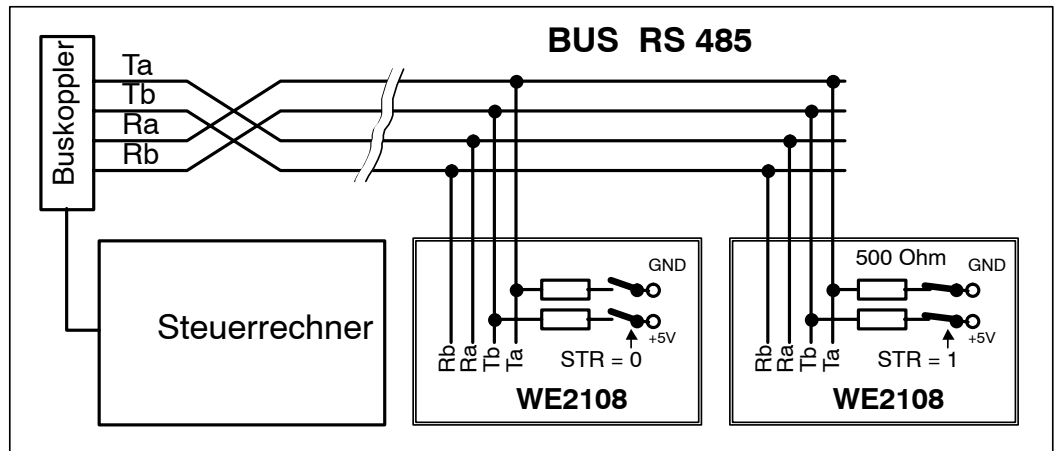 BUS RS 485
Buskoppler
Ta
Tb
Ra
Rb
Steuerrechner
GND
+5V
STR = 0
Rb
Ra
Tb
Ta
WE2108
500 Ohm
GND
+5V
STR = 1
Rb
Ra
Tb
Ta
WE2108